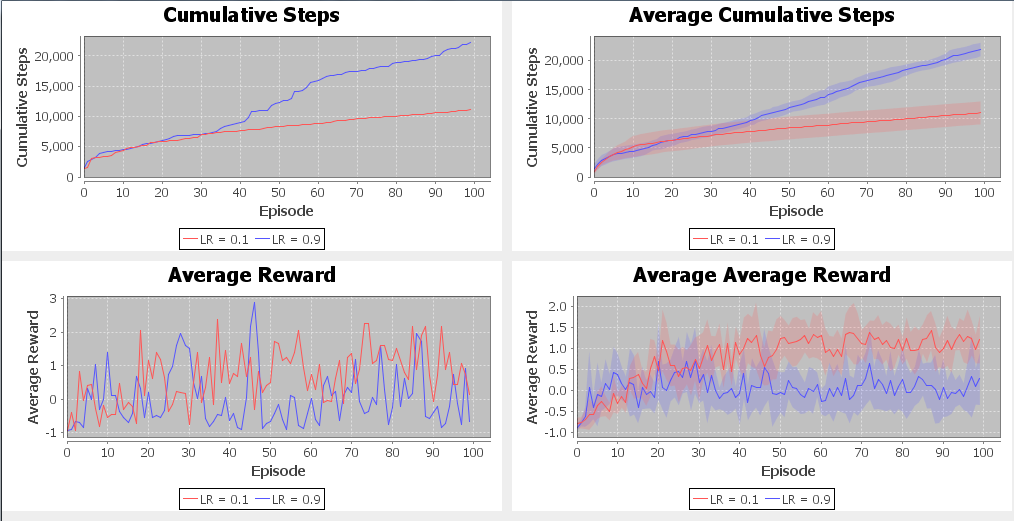 Cumulative Steps
Cumulative Steps
20,000
15,000
10,000
5,000
0
0 10 20 30 40 50 60 70 80 90 100
Episode
LR = 0.1 LR = 0.9
Average Cumulative Steps
Cumulative Steps
20,000
15,000
10,000
5,000
0
0 10 20 30 40 50 60 70 80 90 100
Episode
LR = 0.1 LR = 0.9
Average Reward
Average Reward
3
2
1
0
-1
0 10 20 30 40 50 60 70 80 90 100
Episode
LR = 0.1 LR = 0.9
Average Average Reward
Average Reward
2.0
1.5
1.0
0.5
0.0
-0.5
-1.0
0 10 20 30 40 50 60 70 80 90 100
Episode
LR = 0.1 LR = 0.9